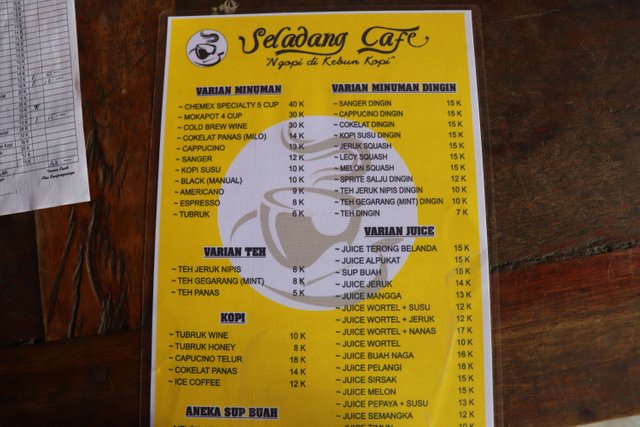 Seladang Cafe
"Ngopi di Kebun Kopi"
VARIAN MINUMAN
~ CHEMEX SPECIALTY 5 CUP 40 K
~ MOKAPOT 4 CUP 30 K
~ COLD BREW WINE 30 K
~ COKELAT PANAS (MILO) 14 K
~ CAPPUCINO 13 K
~ SANGER 12 K
~ KOPI SUSU 10 K
~ BLACK (MANUAL) 10 K
~ AMERICANO 9 K
~ ESPRESSO 8 K
~ TUBRUK 6 K
VARIAN TEH
~ TEH JERUK NIPIS 8 K
~ TEH GEGARANG (MINT) 8 K
~ TEH PANAS 5 K
KOPI
~ TUBRUK WINE 10 K
~ TUBRUK HONEY 8 K
~ CAPUCINO TELUR 18 K
~ COKELAT PANAS 14 K
~ ICE COFFEE 12 K
ANEKA SUP BUAH
VARIAN MINUMAN DINGIN
~ SANGER DINGIN 15 K
~ CAPPUCINO DINGIN 15 K
~ COKELAT DINGIN 15 K
~ KOPI SUSU DINGIN 15 K
~ JERUK SQUASH 15 K
~ LECY SQUASH 15 K
~ MELON SQUASH 15 K
~ SPRITE SALJU DINGIN 12 K
~ TEH JERUK NIPIS DINGIN 10 K
~ TEH GEGARANG (MINT) DINGIN 10 K
~ TEH DINGIN 7 K
VARIAN JUICE
~ JUICE TERONG BELANDA 15 K
~ JUICE ALPUKAT 15 K
~ SUP BUAH 15 K
~ JUICE JERUK 14 K
~ JUICE MANGGA 13 K
~ JUICE WORTEL + SUSU 12 K
~ JUICE WORTEL + JERUK 12 K
~ JUICE WORTEL + NANAS 17 K
~ JUICE WORTEL 10 K
~ JUICE BUAH NAGA 16 K
~ JUICE PELANGI 18 K
~ JUICE SIRSAK 15 K
~ JUICE MELON 15 K
~ JUICE PEPAYA + SUSU 13 K
~ JUICE SEMANGKA 12 K
~ JUICE TIMUN 10 K